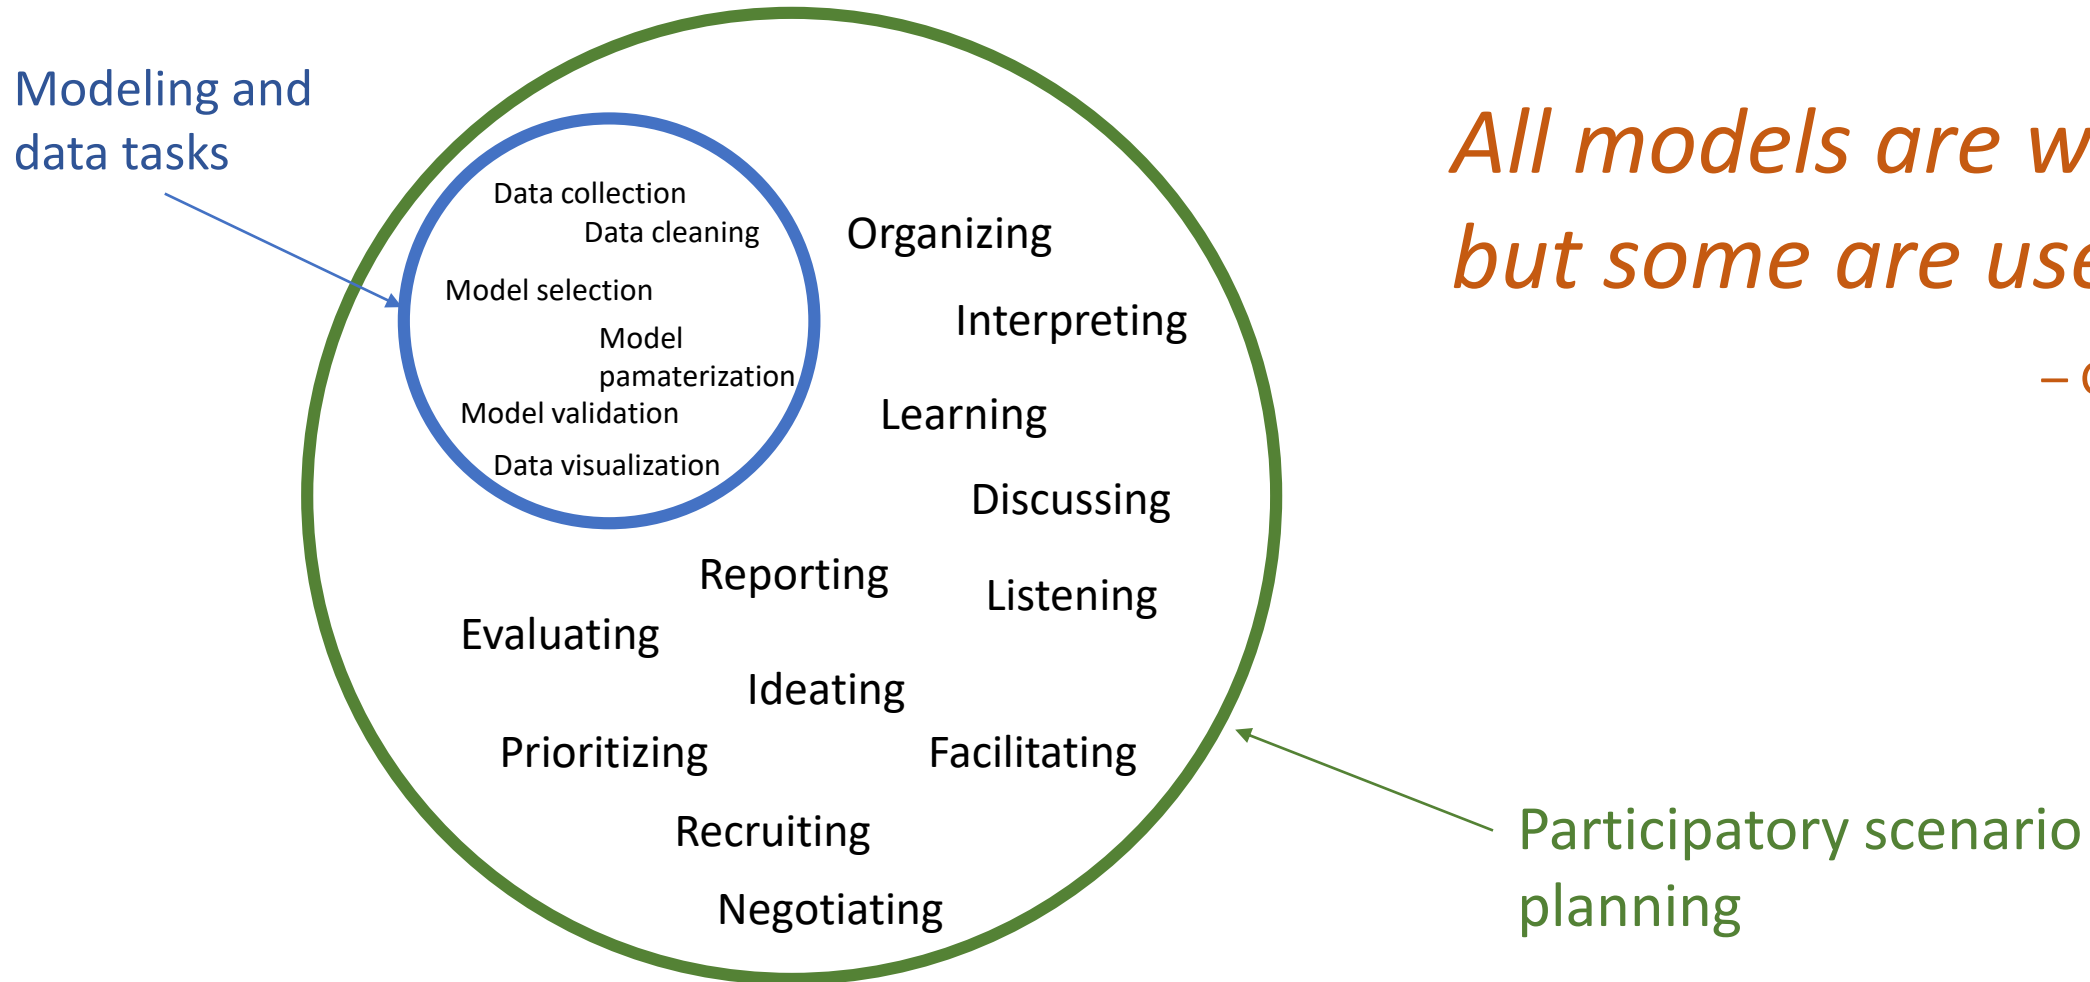 Modeling and
data tasks
Data collection
Data cleaning
Model selection
Model
pamaterization
Model validation
Data visualization
Organizing
Interpreting
Learning
Discussing
Reporting
Listening
Evaluating
Ideating
Prioritizing
Facilitating
Recruiting
Negotiating
All models are
but some are
–
Participatory scenario
planning